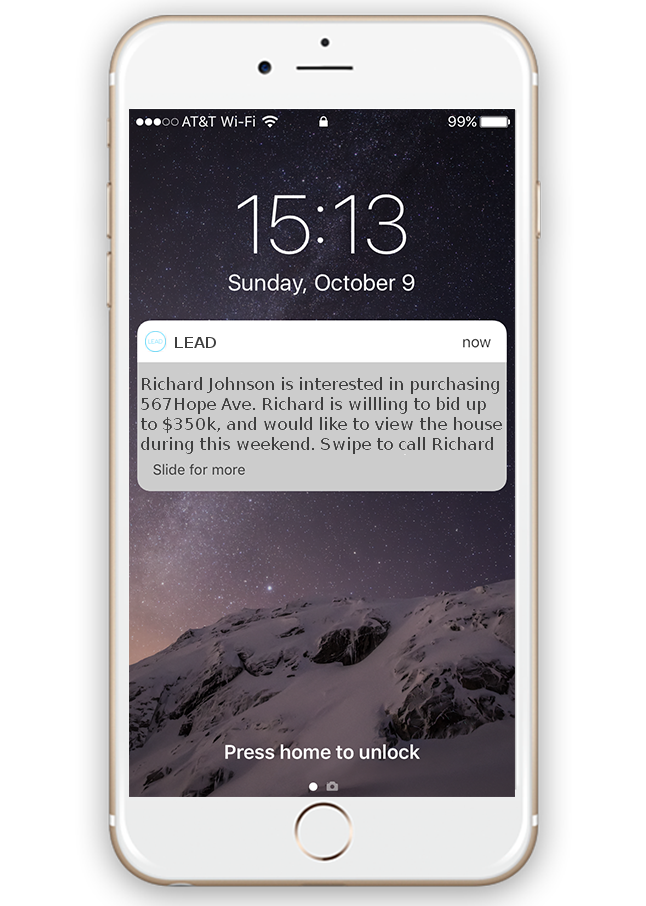 AT&T Wi-Fi 99%
15:13
Sunday, October 9
LEAD now
Richard Johnson is interested in purchasing
567Hope Ave. Richard is willling to bid up
to $350k, and would like to view the house
during this weekend. Swipe to call Richard
Slide for more
Press home to unlock